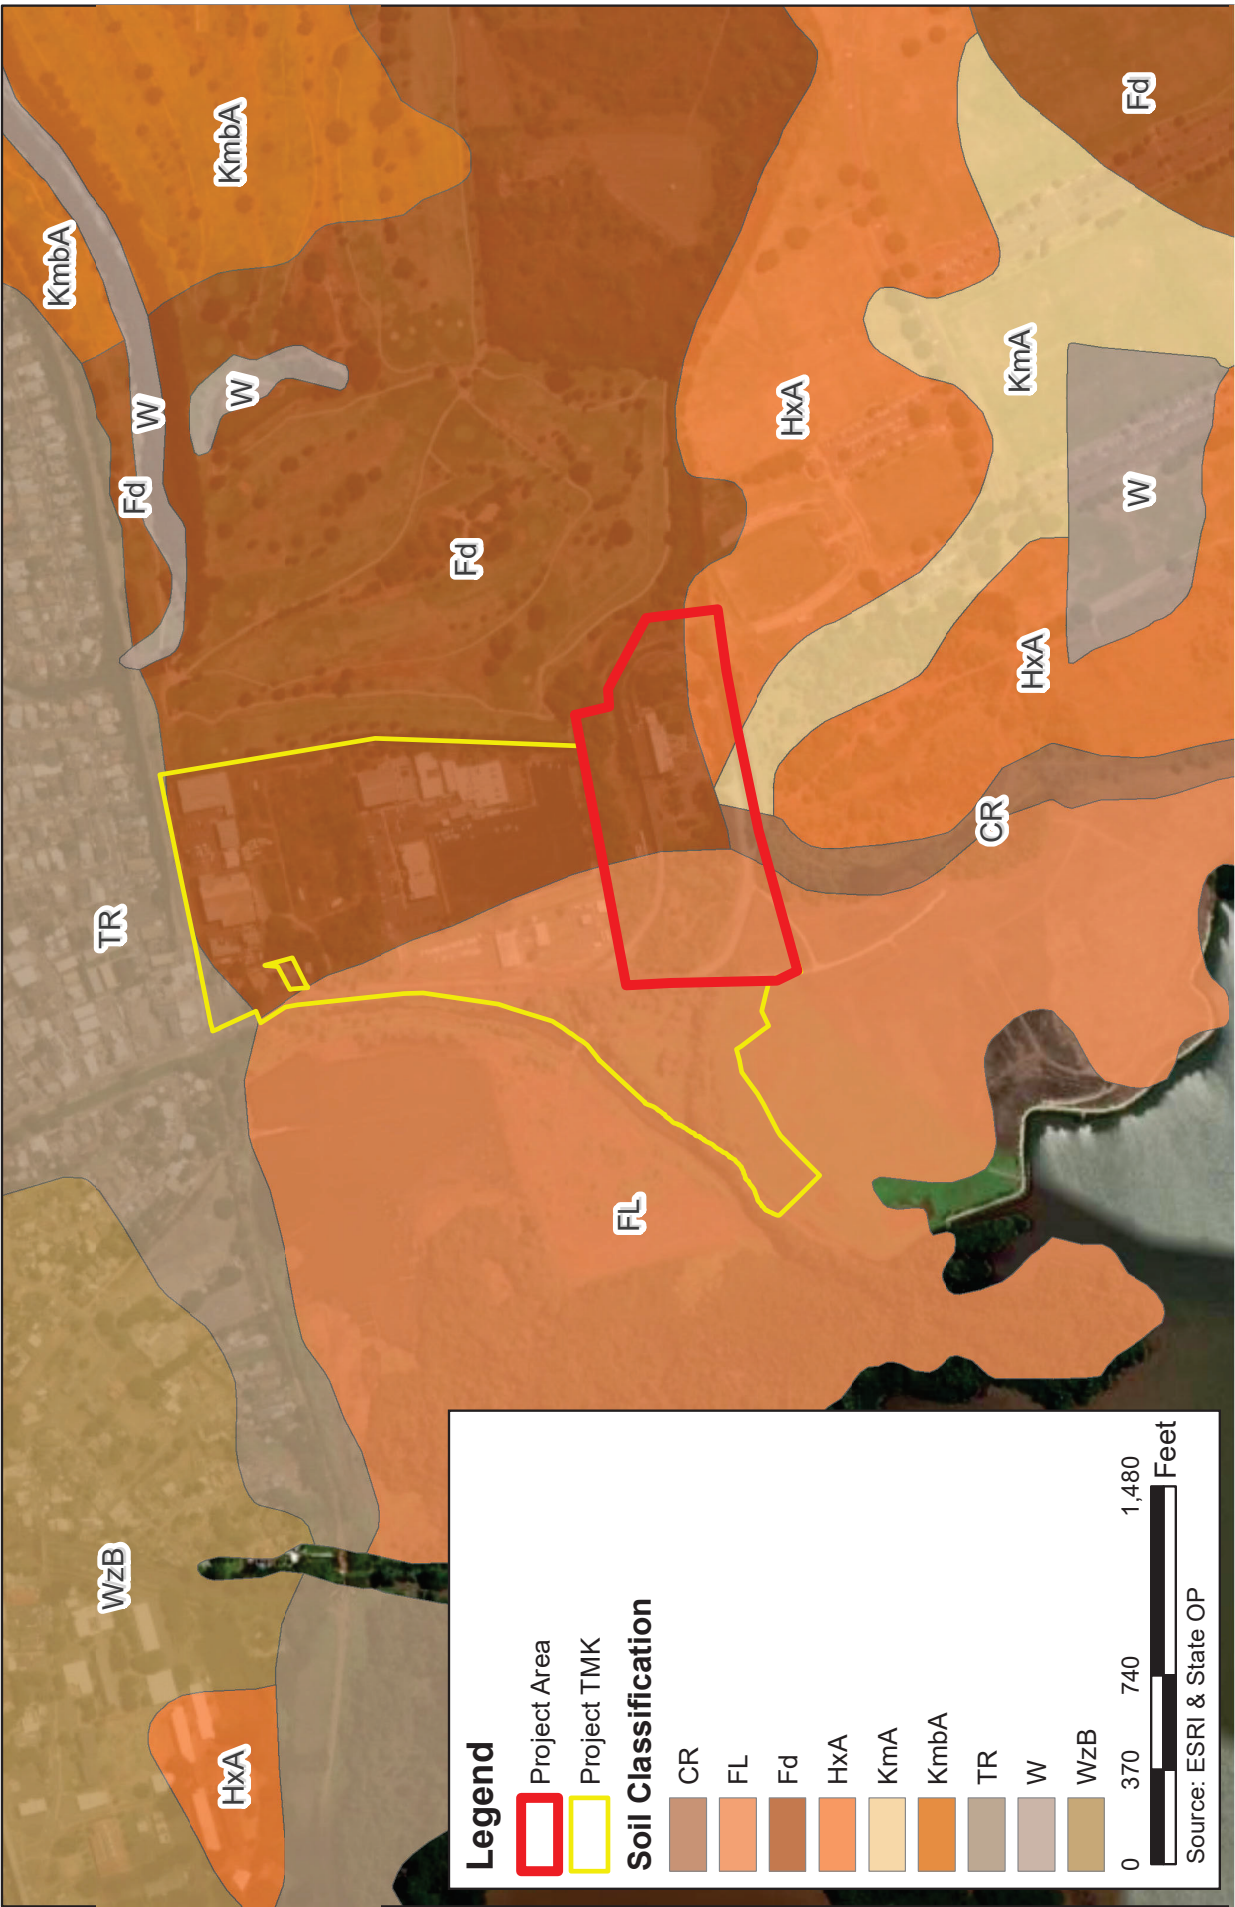 WzB
HxA
TR
FL
Fd
W
KmbA
KmbA
W
Fd
HxA
KmA
W
HxA
CR
Fd
Legend
Project Area
Project TMK
Soil Classification
CR
FL
Fd
HxA
KmA
KmbA
TR
W
WzB
0 370 740 1,480
Feet
Source: ESRI & State OP